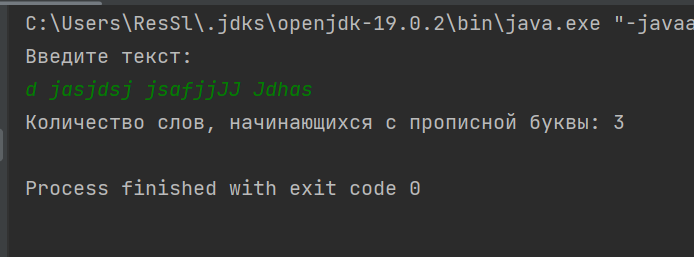 C:\Users\ResSl\.jdks\openjdk-19.0.2\bin\java.exe "-javaa
Введите текст:
d jasjdsj jsafjjJJ Jdhas
Количество слов, начинающихся с прописной буквы: 3
Process finished with exit code 0